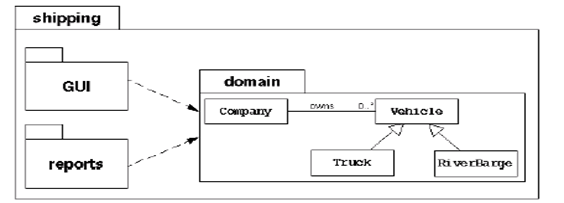 shipping
GUI
domain
Company
owns
0..*
Vehicle
reports
Truck
RiverBarge